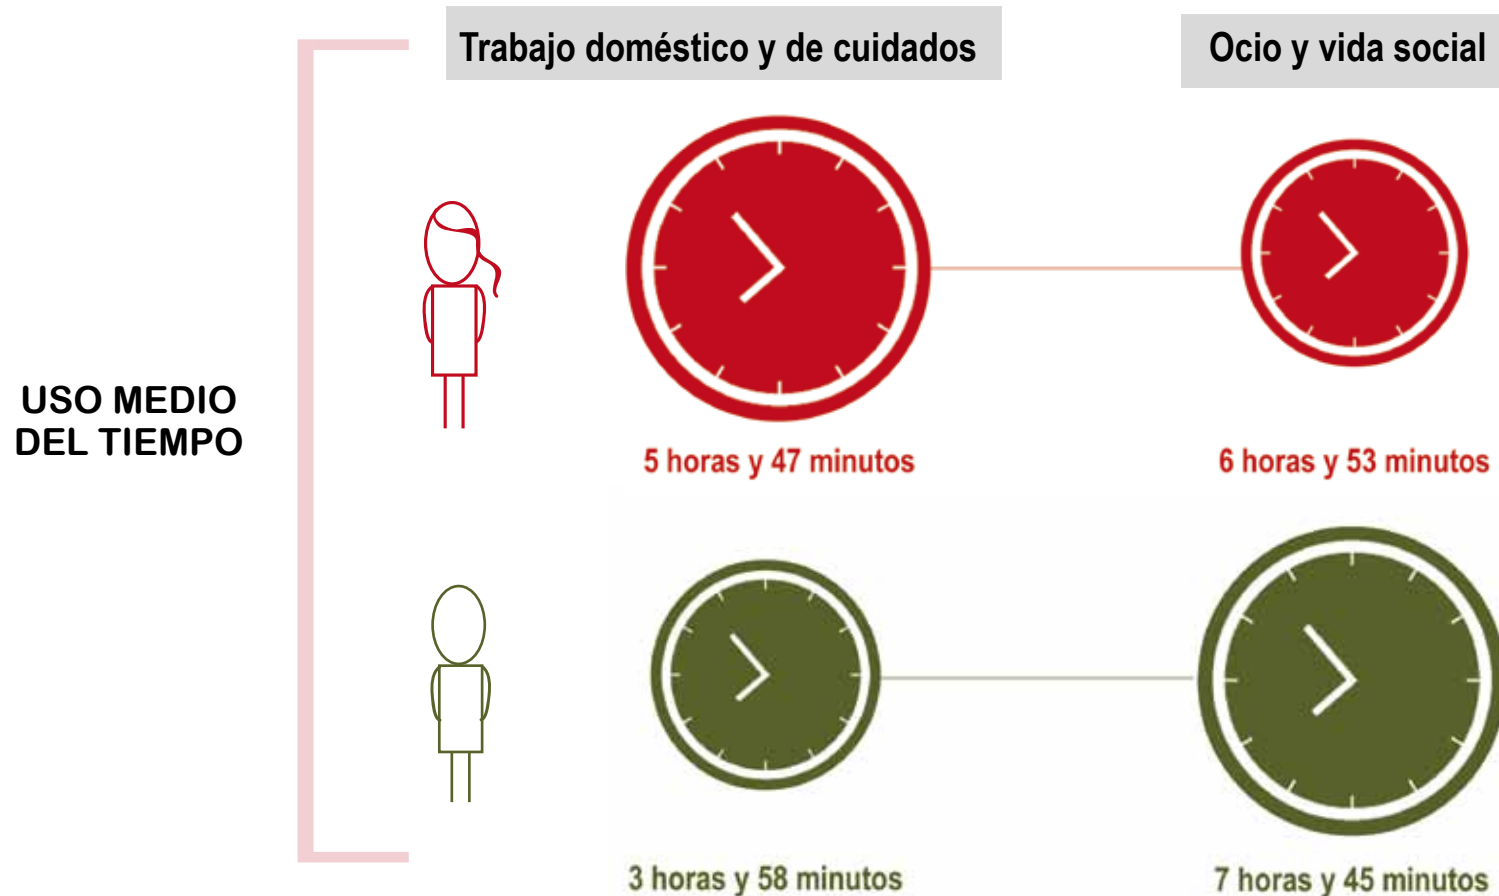 Trabajo doméstico y de cuidados
Ocio y vida social
USO MEDIO
DEL TIEMPO
5 horas y 47 minutos
6 horas y 53 minutos
3 horas y 58 minutos
7 horas y 45 minutos